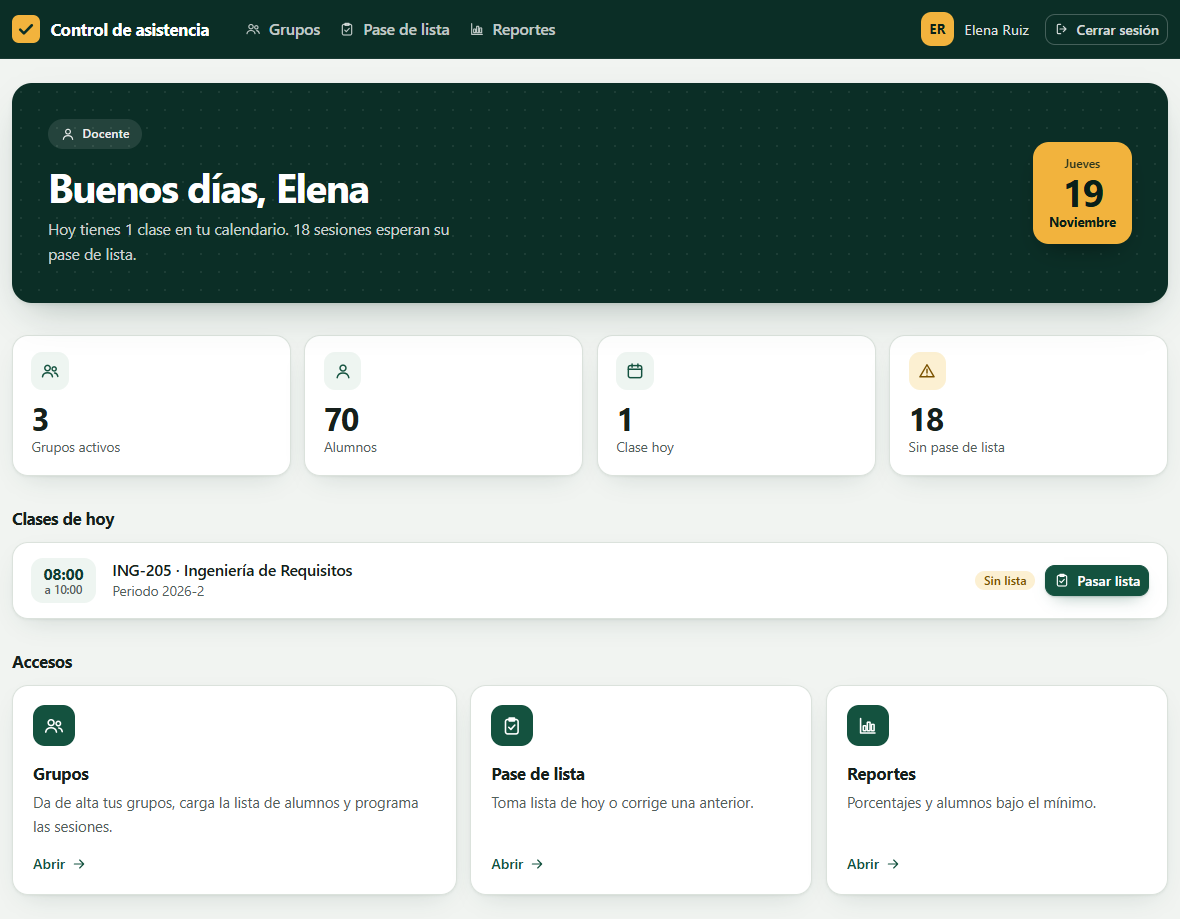 Control de asistencia
Grupos
Pase de lista
Reportes
ER
Elena Ruiz
Cerrar sesión
Docente
Buenos días, Elena
Hoy tienes 1 clase en tu calendario. 18 sesiones esperan su
pase de lista.
Jueves
19
Noviembre
3
Grupos activos
70
Alumnos
1
Clase hoy
18
Sin pase de lista
Clases de hoy
08:00
a 10:00
ING-205 · Ingeniería de Requisitos
Periodo 2026-2
Sin lista
Pasar lista
Accesos
Grupos
Da de alta tus grupos, carga la lista de alumnos y programa
las sesiones.
Abrir →
Pase de lista
Toma lista de hoy o corrige una anterior.
Abrir →
Reportes
Porcentajes y alumnos bajo el mínimo.
Abrir →